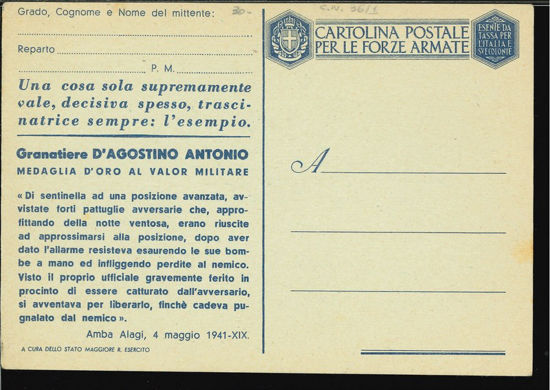 Grado, Cognome e Nome del mittente:
30-
C.N. 36/1
Reparto
P. M.
Una cosa sola supremamente
vale, decisiva spesso, trasci-
natrice sempre: l'esempio.
Granatiere D'AGOSTINO ANTONIO
MEDAGLIA D'ORO AL VALOR MILITARE
« Di sentinella ad una posizione avanzata, av-
vistate forti pattuglie avversarie che, appro-
fittando della notte ventosa, erano riuscite
ad approssimarsi alla posizione, dopo aver
dato l'allarme resisteva esaurendo le sue bom-
be a mano ed infliggendo perdite al nemico.
Visto il proprio ufficiale gravemente ferito in
procinto di essere catturato dall'avversario,
si avventava per liberarlo, finchè cadeva pu-
gnalato dal nemico ».
Amba Alagi, 4 maggio 1941-XIX.
A CURA DELLO STATO MAGGIORE R. ESERCITO
CARTOLINA POSTALE
PER LE FORZE ARMATE
ESENTE DA
TASSA PER
L'ITALIA E
SVE COLONIE
A